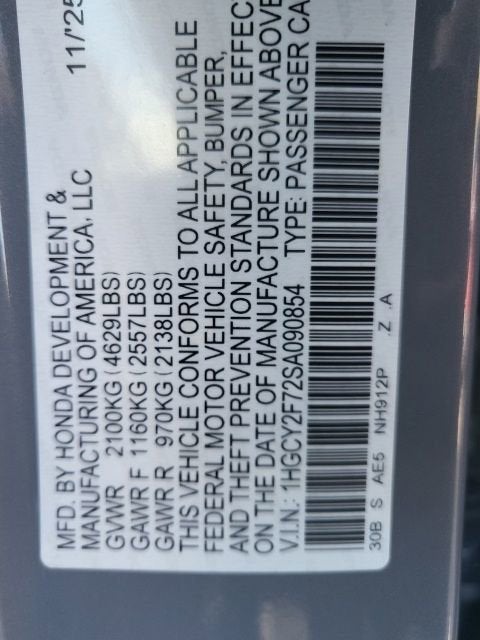 MFD. BY HONDA DEVELOPMENT &
MANUFACTURING OF AMERICA, LLC 11/'25
GVWR 2100KG (4629LBS)
GAWR F 1160KG (2557LBS)
GAWR R 970KG (2138LBS)
THIS VEHICLE CONFORMS TO ALL APPLICABLE
FEDERAL MOTOR VEHICLE SAFETY, BUMPER,
AND THEFT PREVENTION STANDARDS IN EFFEC
ON THE DATE OF MANUFACTURE SHOWN ABOVE
V.I.N.: 1HGCY2F72SA090854 TYPE: PASSENGER CA
30B S AE5 NH912P Z .A